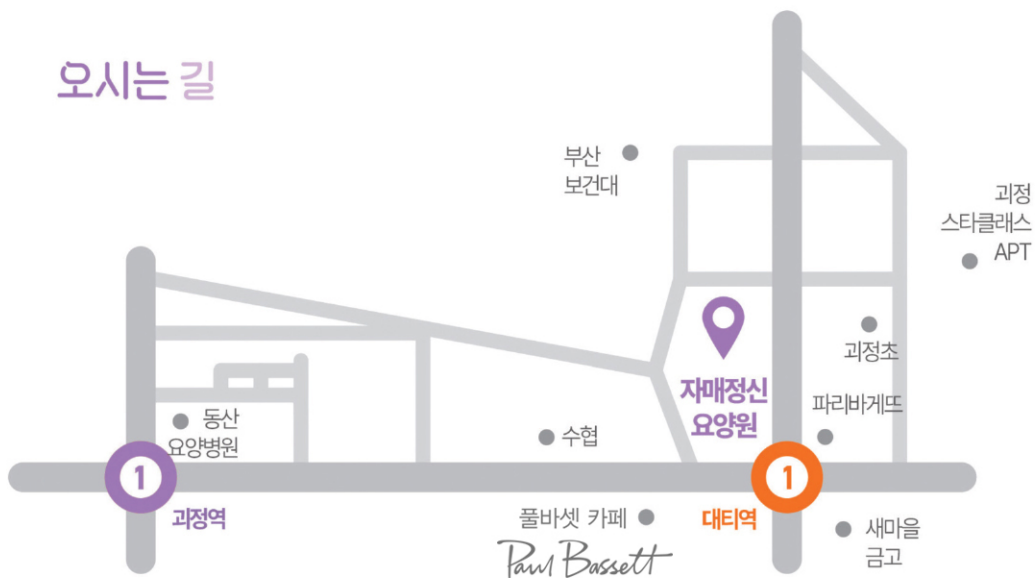 오시는 길
부산
보건대
괴정
스타클래스
APT
괴정초
자매정신
요양원
파리바게뜨
동산
요양병원
수협
1
1
괴정역
풀바셋 카페
대티역
Paul Bassett
새마을
금고